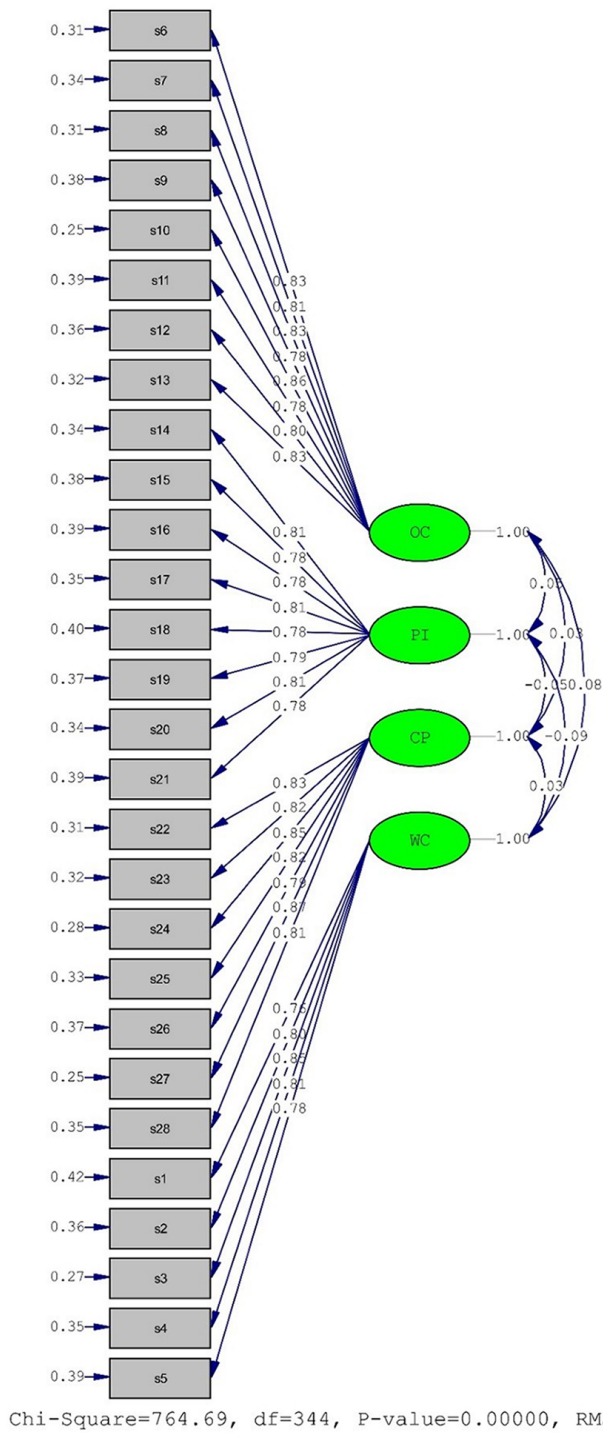 0.31 s6
0.34 s7
0.31 s8
0.38 s9
0.25 s10
0.39 s11
0.36 s12
0.32 s13
0.34 s14
0.38 s15
0.39 s16
0.35 s17
0.40 s18
0.37 s19
0.34 s20
0.39 s21
0.31 s22
0.32 s23
0.28 s24
0.33 s25
0.37 s26
0.25 s27
0.35 s28
0.42 s1
0.36 s2
0.27 s3
0.35 s4
0.39 s5
0.83
0.81
0.83
0.78
0.86
0.78
0.80
0.83
0.81
0.78
0.78
0.81
0.78
0.79
0.81
0.78
0.83
0.82
0.85
0.82
0.79
0.87
0.81
0.80
0.85
0.81
0.78
OC 1.00
PI 1.00
CP 1.00
WC 1.00
0.03
-0.05
0.08
-0.09
0.03
Chi-Square=764.69, df=344, P-value=0.00000, RM